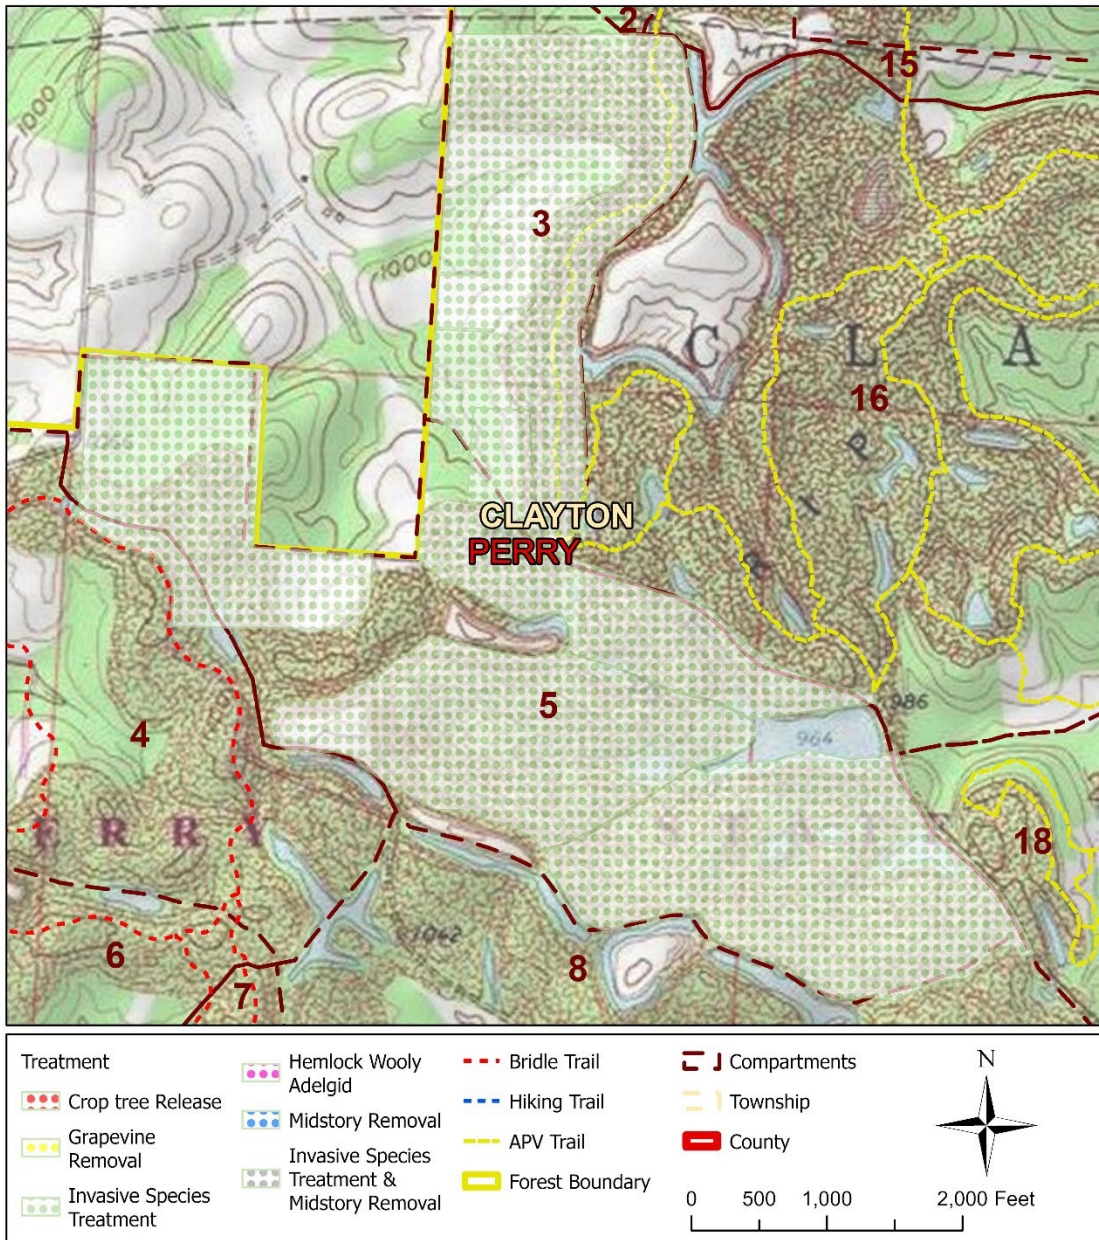 2
MTD
15
1000
3
1000
C L A
16
CLAYTON
PERRY
5
986
964
4
E R R Y
18
1062
6
7
8
Treatment
Crop tree Release
Grapevine
Removal
Invasive Species
Treatment
Hemlock Wooly
Adelgid
Midstory Removal
Invasive Species
Treatment &
Midstory Removal
Bridle Trail
Hiking Trail
APV Trail
Forest Boundary
Compartments
Township
County
N
0 500 1,000 2,000 Feet